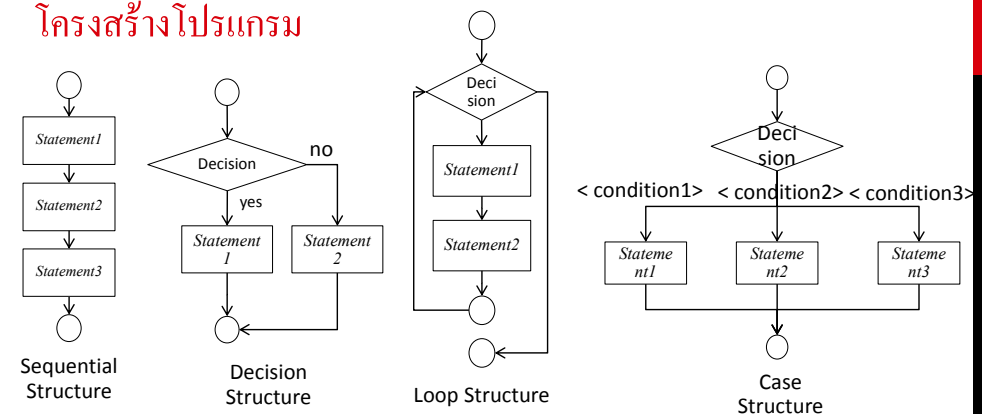 โครงสร้างโปรแกรม
Statement1
Statement2
Statement3
Sequential
Structure
Decision
no
yes
Statement
1
Statement
2
Decision
Structure
Deci
sion
Statement1
Statement2
Loop Structure
Deci
sion
< condition1>
< condition2>
< condition3>
Stateme
nt1
Stateme
nt2
Stateme
nt3
Case
Structure